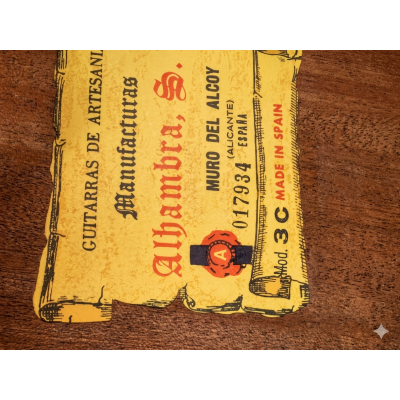 GUITARRAS DE ARTESANI
Manufacturas
Alhambra, S.
MURO DEL ALCOY
(ALICANTE)
017934 ESPAÑA
A
Mod. 3 C MADE IN SPAIN